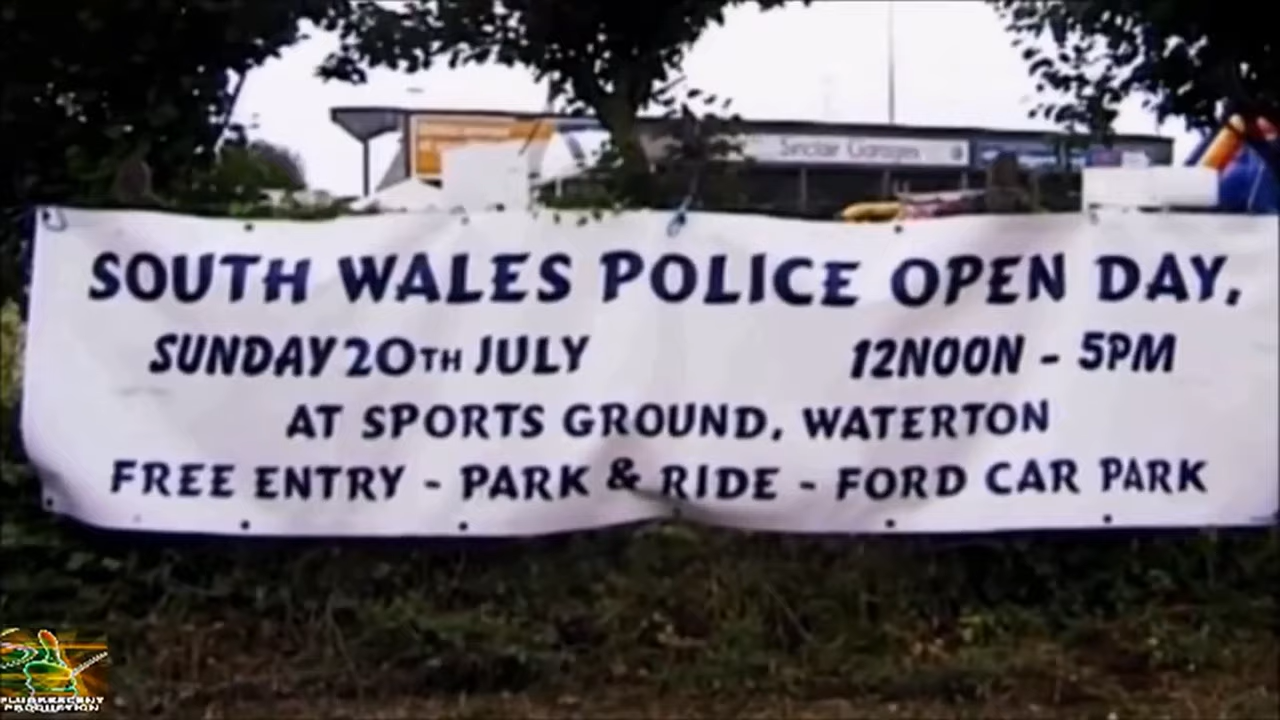 Sinclair Garages
SOUTH WALES POLICE OPEN DAY,
SUNDAY 20TH JULY 12NOON - 5PM
AT SPORTS GROUND, WATERTON
FREE ENTRY - PARK & RIDE - FORD CAR PARK
PRODUCTION